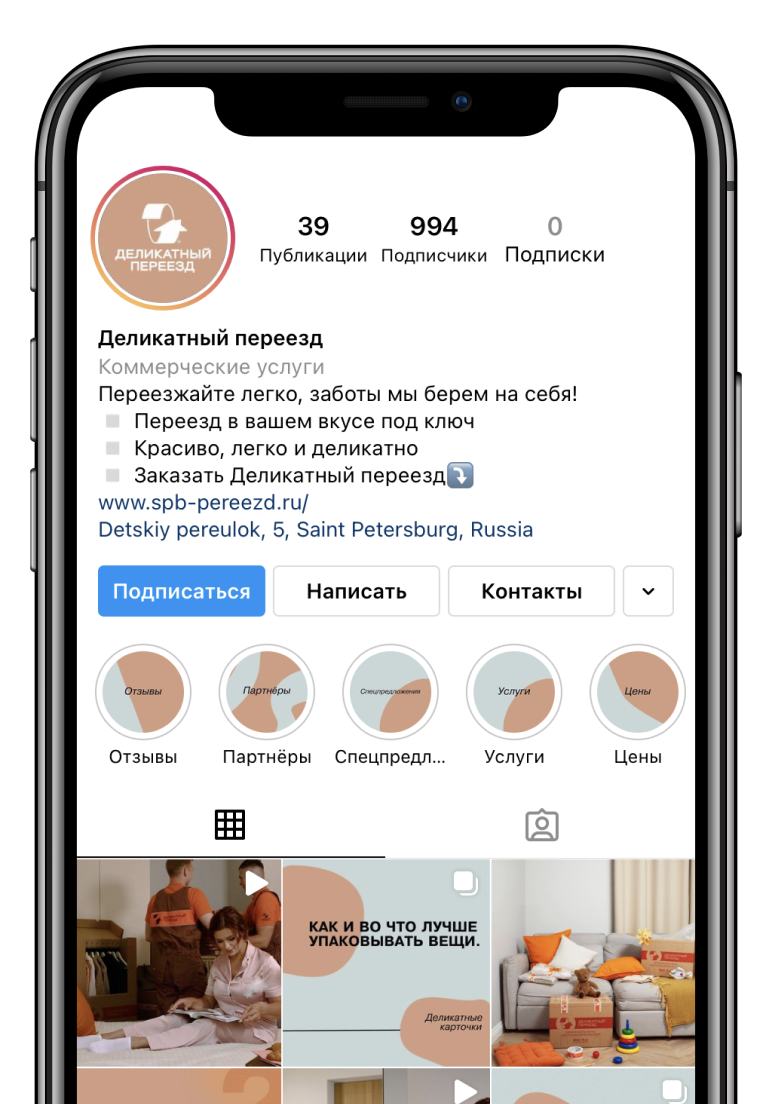 ДЕЛИКАТНЫЙ
ПЕРЕЕЗД
39
994
0
Публикации
Подписчики
Подписки
Деликатный переезд
Коммерческие услуги
Переезжайте легко, заботы мы берем на себя!
Переезд в вашем вкусе под ключ
Красиво, легко и деликатно
Заказать Деликатный переезд
www.spb-pereezd.ru/
Detskiy pereulok, 5, Saint Petersburg, Russia
Подписаться
Написать
Контакты
Отзывы
Партнёры
Спецпредложения
Услуги
Цены
Отзывы
Партнёры
Спецпредл...
Услуги
Цены
КАК И ВО ЧТО ЛУЧШЕ
УПАКОВЫВАТЬ ВЕЩИ.
Деликатные
карточки
ДЕЛИКАТНЫЙ
ПЕРЕЕЗД